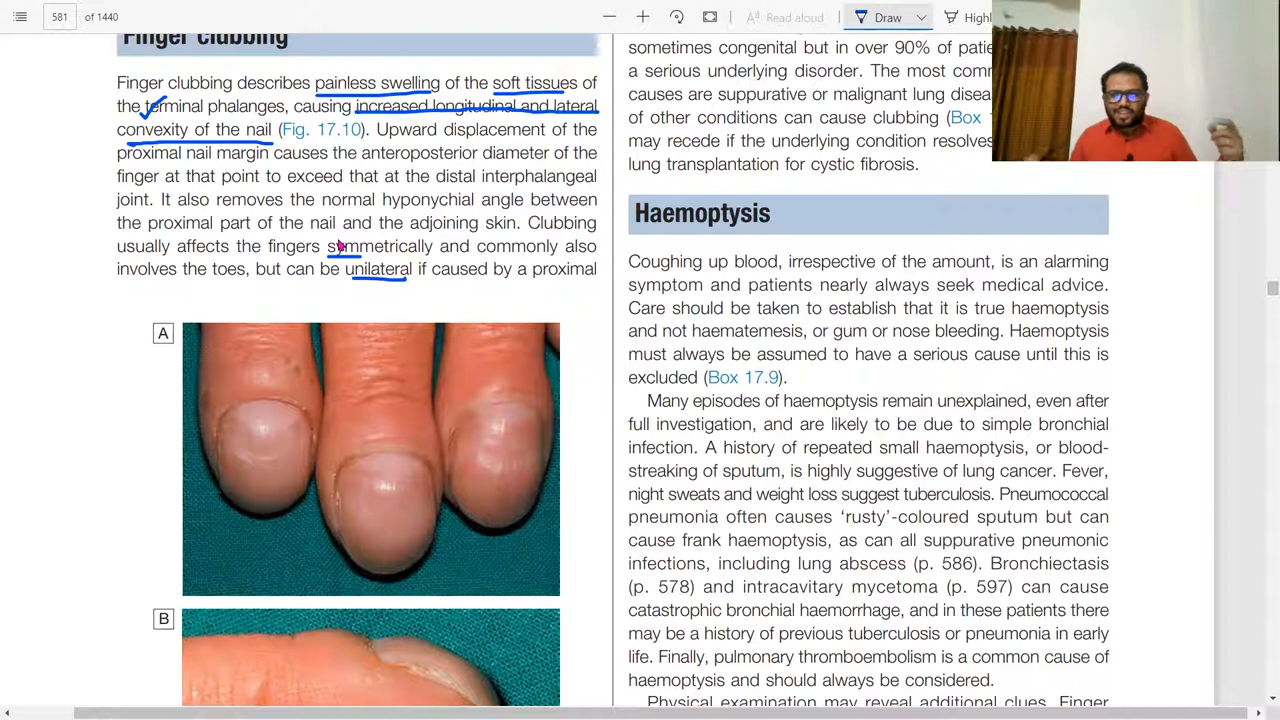 581 of 1440
Read aloud
Draw
Finger clubbing
Finger clubbing describes painless swelling of the soft tissues of
the terminal phalanges, causing increased longitudinal and lateral
convexity of the nail (Fig. 17.10). Upward displacement of the
proximal nail margin causes the anteroposterior diameter of the
finger at that point to exceed that at the distal interphalangeal
joint. It also removes the normal hyponychial angle between
the proximal part of the nail and the adjoining skin. Clubbing
usually affects the fingers symmetrically and commonly also
involves the toes, but can be unilateral if caused by a proximal
A
B
sometimes congenital but in over 90% of
a serious underlying disorder. The most
causes are suppurative or malignant lung
of other conditions can cause clubbing (Box
may recede if the underlying condition resolves
lung transplantation for cystic fibrosis.
Haemoptysis
Coughing up blood, irrespective of the amount, is an alarming
symptom and patients nearly always seek medical advice.
Care should be taken to establish that it is true haemoptysis
and not haematemesis, or gum or nose bleeding. Haemoptysis
must always be assumed to have a serious cause until this is
excluded (Box 17.9).
Many episodes of haemoptysis remain unexplained, even after
full investigation, and are likely to be due to simple bronchial
infection. A history of repeated small haemoptysis, or blood-
streaking of sputum, is highly suggestive of lung cancer. Fever,
night sweats and weight loss suggest tuberculosis. Pneumococcal
pneumonia often causes ‘rusty’-coloured sputum but can
cause frank haemoptysis, as can all suppurative pneumonic
infections, including lung abscess (p. 586). Bronchiectasis
(p. 578) and intracavitary mycetoma (p. 597) can cause
catastrophic bronchial haemorrhage, and in these patients there
may be a history of previous tuberculosis or pneumonia in early
life. Finally, pulmonary thromboembolism is a common cause of
haemoptysis and should always be considered.
Physical examination may reveal additional clues. Finger